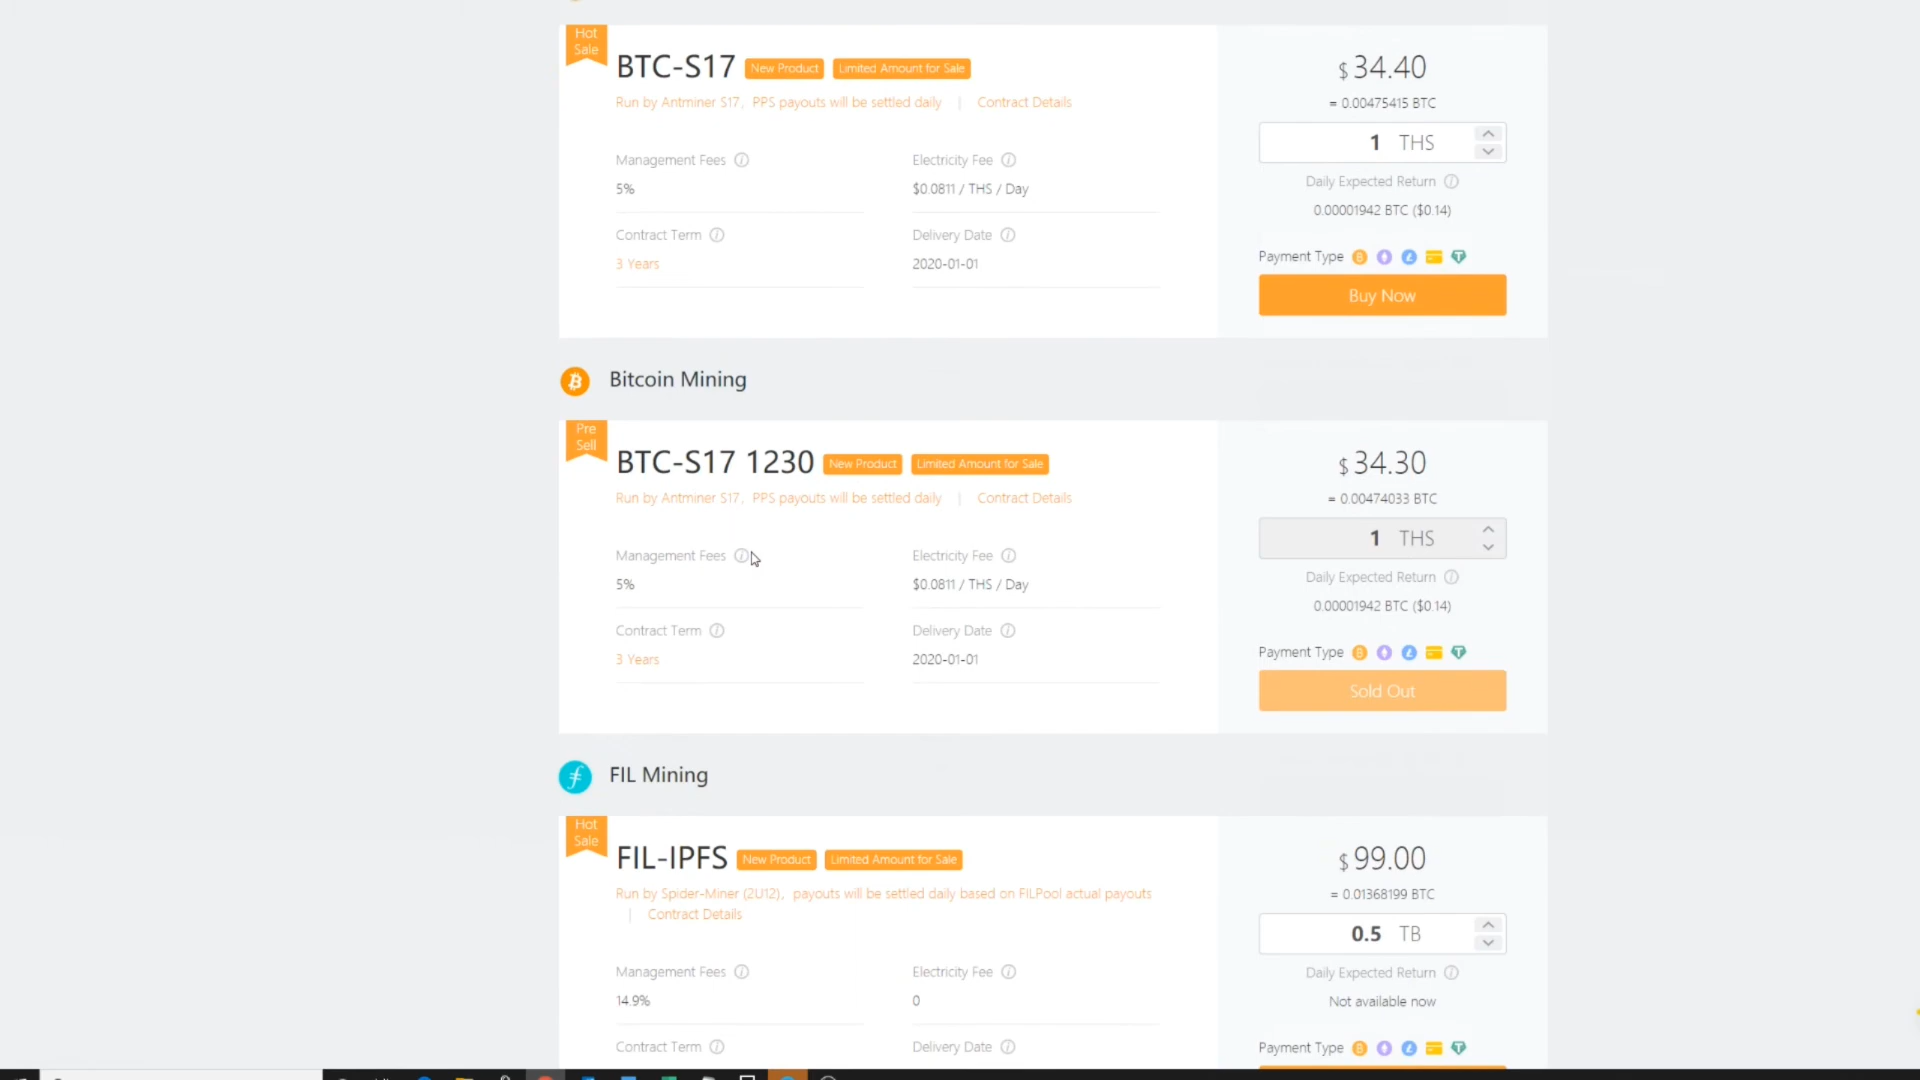 Hot
Sale
BTC-S17 New Product Limited Amount for Sale
Run by Antminer S17, PPS payouts will be settled daily | Contract Details
Management Fees
5%
Electricity Fee
$0.0811 / THS / Day
Contract Term
3 Years
Delivery Date
2020-01-01
$ 34.40
= 0.00475415 BTC
1 THS
Daily Expected Return
0.00001942 BTC ($0.14)
Payment Type
Buy Now
Bitcoin Mining
Pre
Sell
BTC-S17 1230 New Product Limited Amount for Sale
Run by Antminer S17, PPS payouts will be settled daily | Contract Details
Management Fees
5%
Electricity Fee
$0.0811 / THS / Day
Contract Term
3 Years
Delivery Date
2020-01-01
$ 34.30
= 0.00474033 BTC
1 THS
Daily Expected Return
0.00001942 BTC ($0.14)
Payment Type
Sold Out
FIL Mining
Hot
Sale
FIL-IPFS New Product Limited Amount for Sale
Run by Spider-Miner (2U12), payouts will be settled daily based on FILPool actual payouts
| Contract Details
Management Fees
14.9%
Electricity Fee
0
Contract Term
Delivery Date
$ 99.00
= 0.01368199 BTC
0.5 TB
Daily Expected Return
Not available now
Payment Type